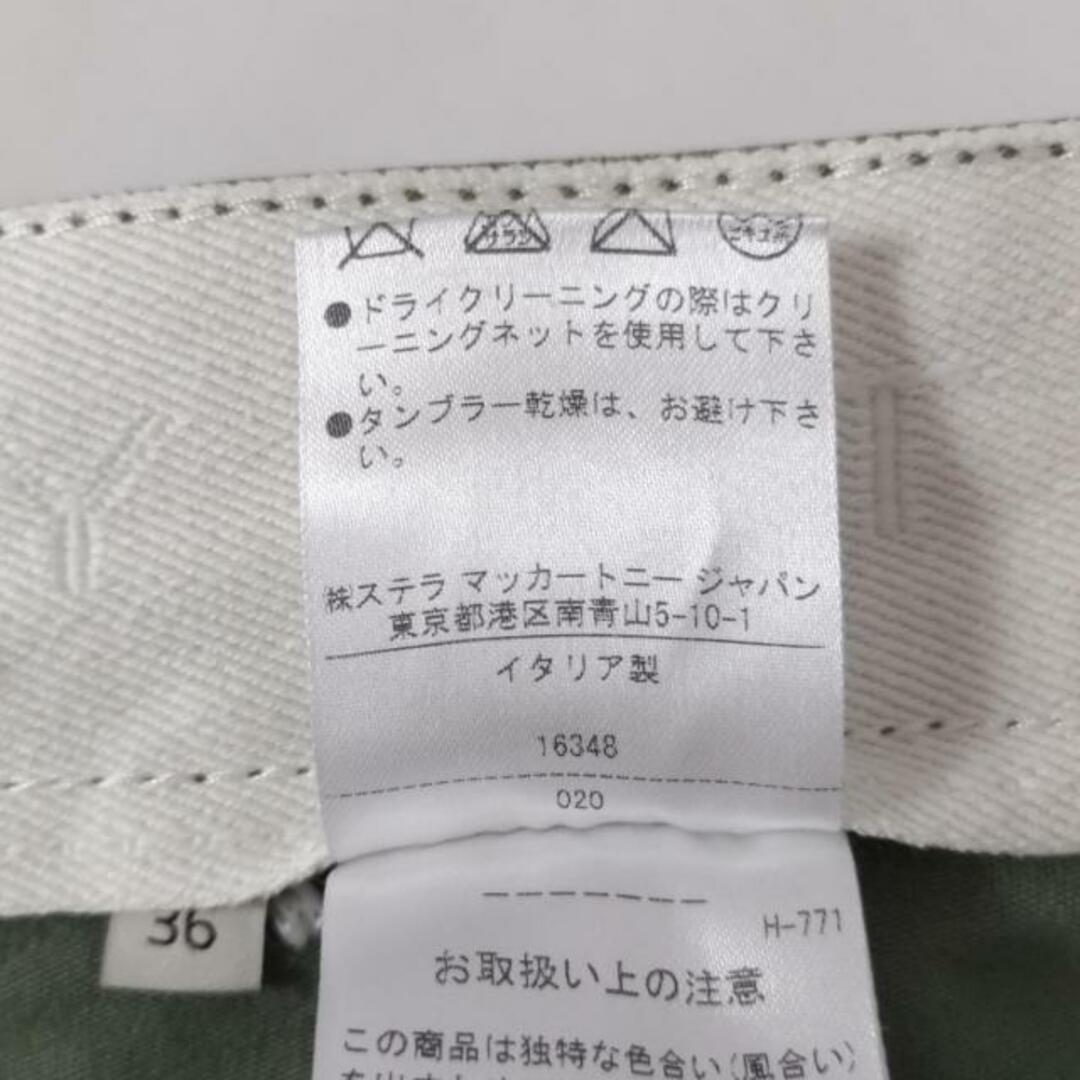 ●ドライクリーニングの際はクリ
ーニングネットを使用して下さ
い。
●タンブラー乾燥は、お避け下さ
い。
㈱ステラ マッカートニー ジャパン
東京都港区南青山5-10-1
イタリア製
16348
020
36
H-771
お取扱い上の注意
この商品は独特な色合い(風合い)